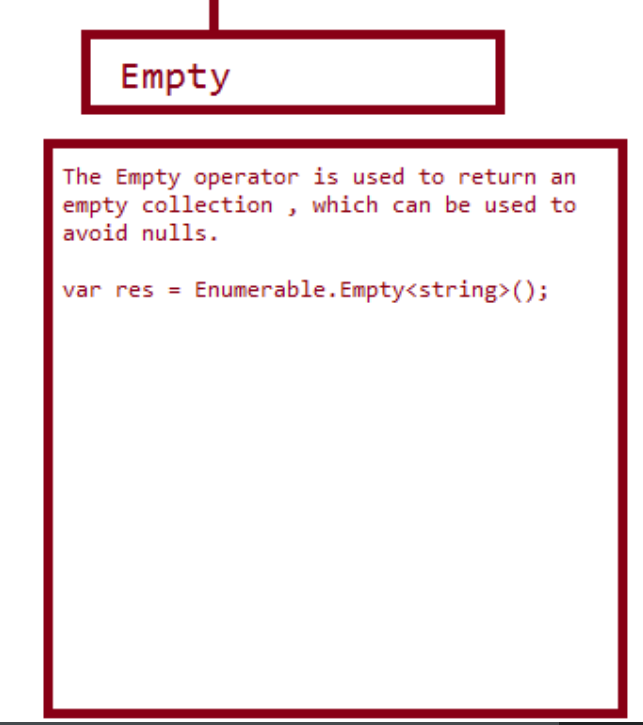 Empty
The Empty operator is used to return an
empty collection , which can be used to
avoid nulls.
var res = Enumerable.Empty<string>();